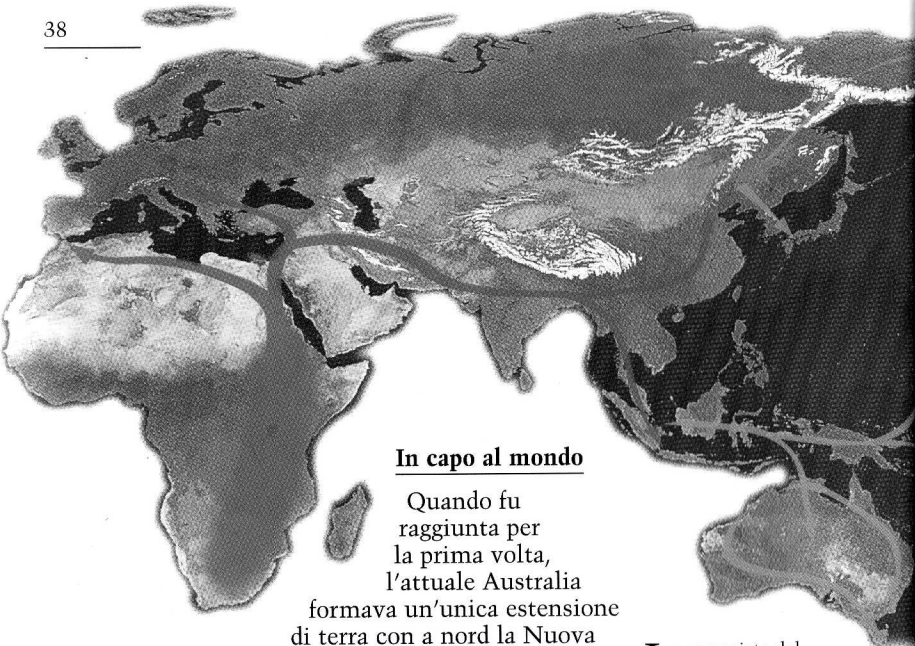 38
In capo al mondo
Quando fu
raggiunta per
la prima volta,
l'attuale Australia
formava un'unica estensione
di terra con a nord la Nuova